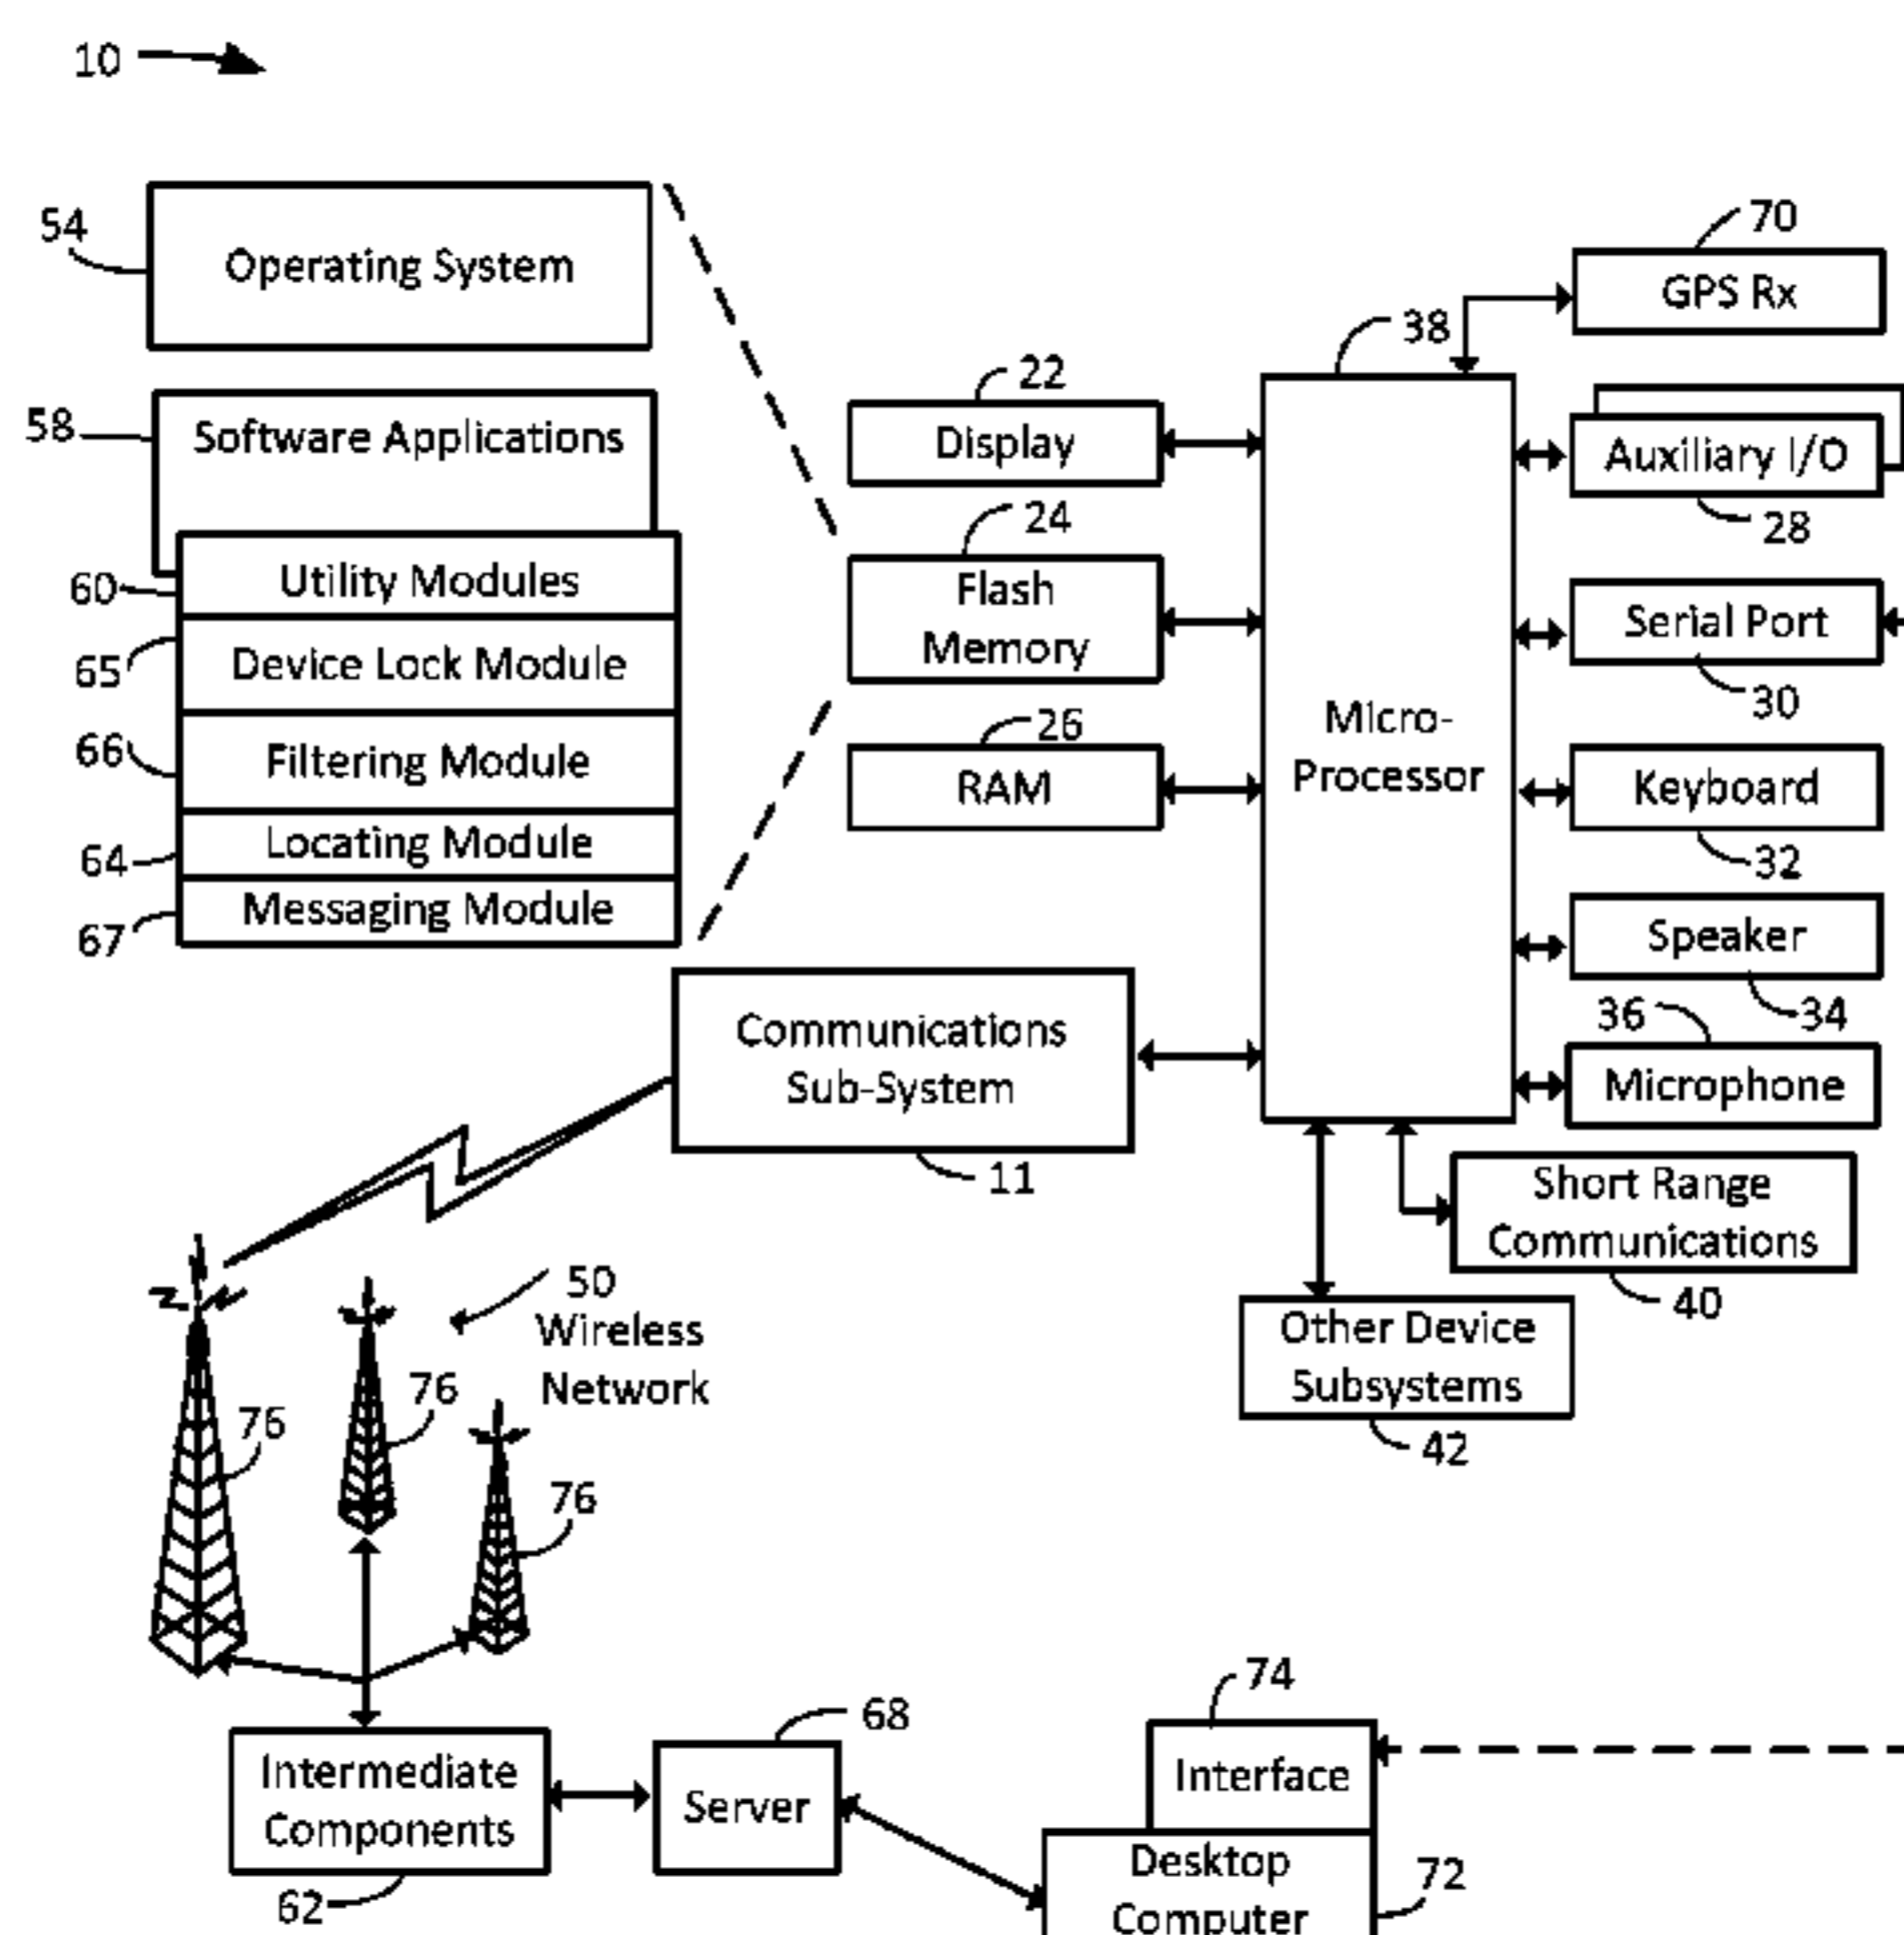 10
54
Operating System
58
Software Applications
60
Utility Modules
65
Device Lock Module
66
Filtering Module
64
Locating Module
67
Messaging Module
22
Display
24
Flash
Memory
26
RAM
38
Micro-
Processor
70
GPS Rx
Auxiliary I/O
28
Serial Port
30
Keyboard
32
Speaker
34
36
Microphone
Short Range
Communications
40
Other Device
Subsystems
42
Communications
Sub-System
11
50
Wireless
Network
76
76
76
Intermediate
Components
62
68
Server
74
Interface
Desktop
Computer
72